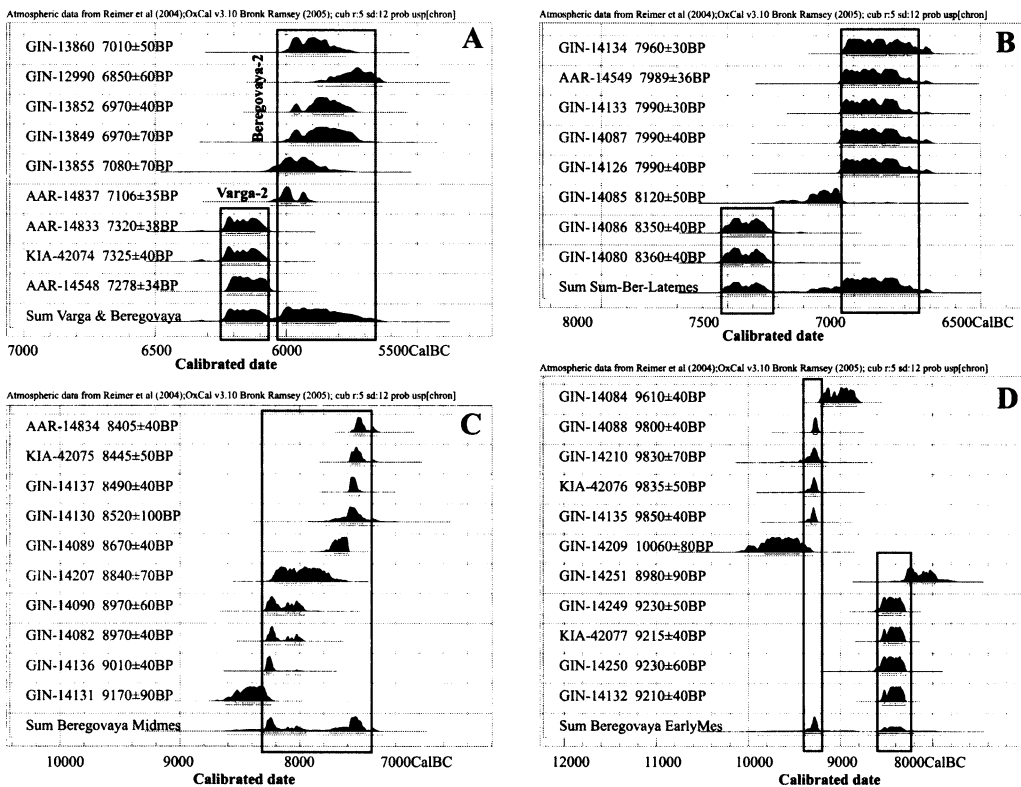 Atmospheric data from Reimer et al (2004);OxCal v3.10 Bronk Ramsey (2005); cub r:5 sd:12 prob usp[chron]
A
GIN-13860 7010±50BP
GIN-12990 6850±60BP
GIN-13852 6970±40BP
GIN-13849 6970±70BP
GIN-13855 7080±70BP
AAR-14837 7106±35BP
AAR-14833 7320±38BP
KIA-42074 7325±40BP
AAR-14548 7278±34BP
Sum Varga & Beregovaya
Beregovaya-2
Varga-2
7000 6500 6000 5500CalBC
Calibrated date
Atmospheric data from Reimer et al (2004);OxCal v3.10 Bronk Ramsey (2005); cub r:5 sd:12 prob usp[chron]
B
GIN-14134 7960±30BP
AAR-14549 7989±36BP
GIN-14133 7990±30BP
GIN-14087 7990±40BP
GIN-14126 7990±40BP
GIN-14085 8120±50BP
GIN-14086 8350±40BP
GIN-14080 8360±40BP
Sum Sum-Ber-Latemes
8000 7500 7000 6500CalBC
Calibrated date
Atmospheric data from Reimer et al (2004);OxCal v3.10 Bronk Ramsey (2005); cub r:5 sd:12 prob usp[chron]
C
AAR-14834 8405±40BP
KIA-42075 8445±50BP
GIN-14137 8490±40BP
GIN-14130 8520±100BP
GIN-14089 8670±40BP
GIN-14207 8840±70BP
GIN-14090 8970±60BP
GIN-14082 8970±40BP
GIN-14136 9010±40BP
GIN-14131 9170±90BP
Sum Beregovaya Midmes
10000 9000 8000 7000CalBC
Calibrated date
Atmospheric data from Reimer et al (2004);OxCal v3.10 Bronk Ramsey (2005); cub r:5 sd:12 prob usp[chron]
D
GIN-14084 9610±40BP
GIN-14088 9800±40BP
GIN-14210 9830±70BP
KIA-42076 9835±50BP
GIN-14135 9850±40BP
GIN-14209 10060±80BP
GIN-14251 8980±90BP
GIN-14249 9230±50BP
KIA-42077 9215±40BP
GIN-14250 9230±60BP
GIN-14132 9210±40BP
Sum Beregovaya EarlyMes
12000 11000 10000 9000 8000CalBC
Calibrated date